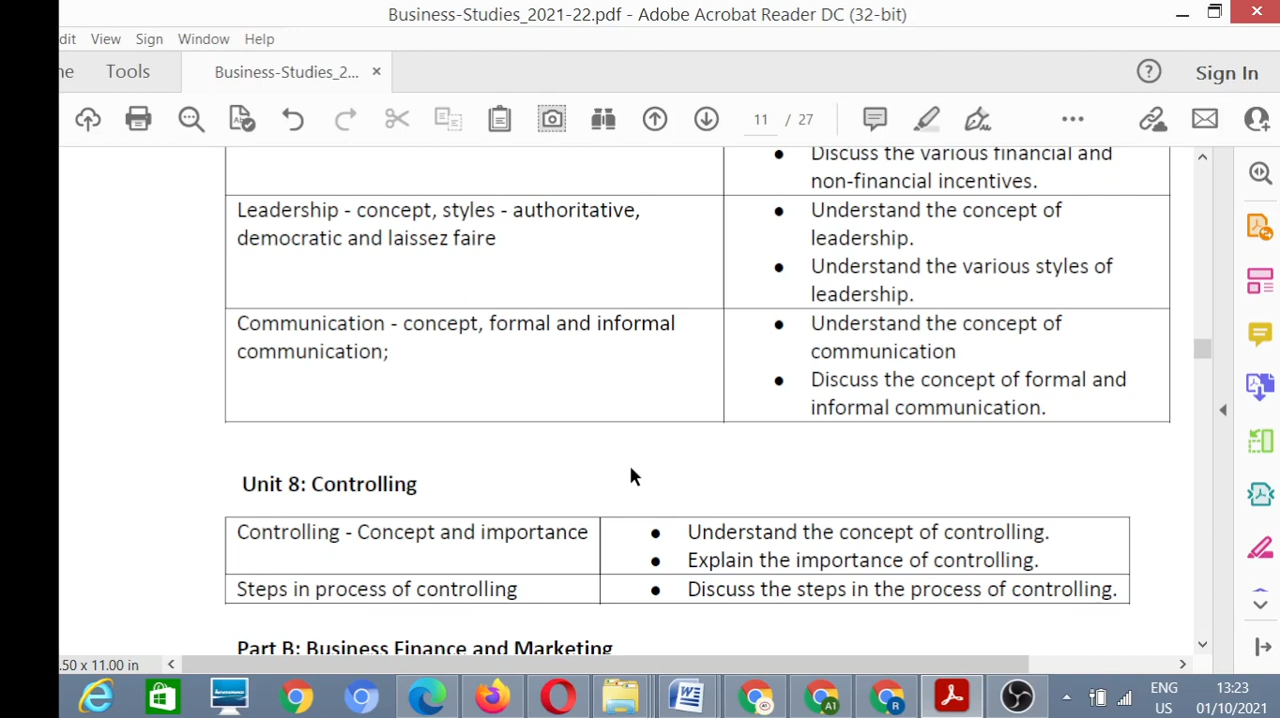 Business-Studies_2021-22.pdf - Adobe Acrobat Reader DC (32-bit)
dit View Sign Window Help
me Tools Business-Studies_2... × Sign In
11 / 27
Discuss the various financial and
non-financial incentives.
Leadership - concept, styles - authoritative,
democratic and laissez faire
• Understand the concept of
leadership.
• Understand the various styles of
leadership.
Communication - concept, formal and informal
communication;
• Understand the concept of
communication
• Discuss the concept of formal and
informal communication.
Unit 8: Controlling
Controlling - Concept and importance
• Understand the concept of controlling.
• Explain the importance of controlling.
Steps in process of controlling
• Discuss the steps in the process of controlling.
Part B: Business Finance and Marketing
.50 x 11.00 in
ENG
US
13:23
01/10/2021